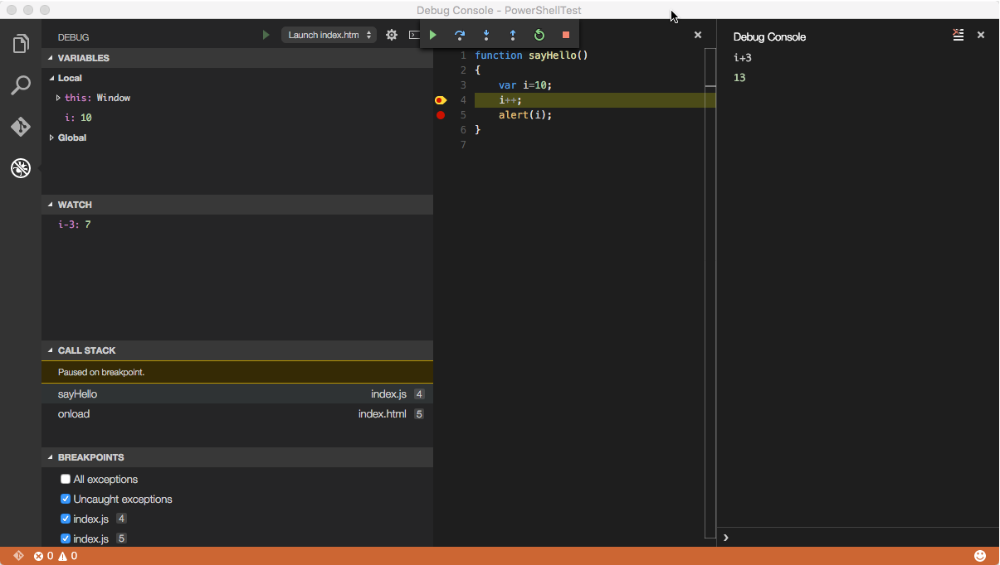 Debug Console - PowerShellTest
DEBUG
Launch index.htm
VARIABLES
Local
this: Window
i: 10
Global
WATCH
i-3: 7
CALL STACK
Paused on breakpoint.
sayHello index.js 4
onload index.html 5
BREAKPOINTS
All exceptions
Uncaught exceptions
index.js 4
index.js 5
1 function sayHello()
2 {
3 var i=10;
4 i++;
5 alert(i);
6 }
7
Debug Console
i+3
13
0 0